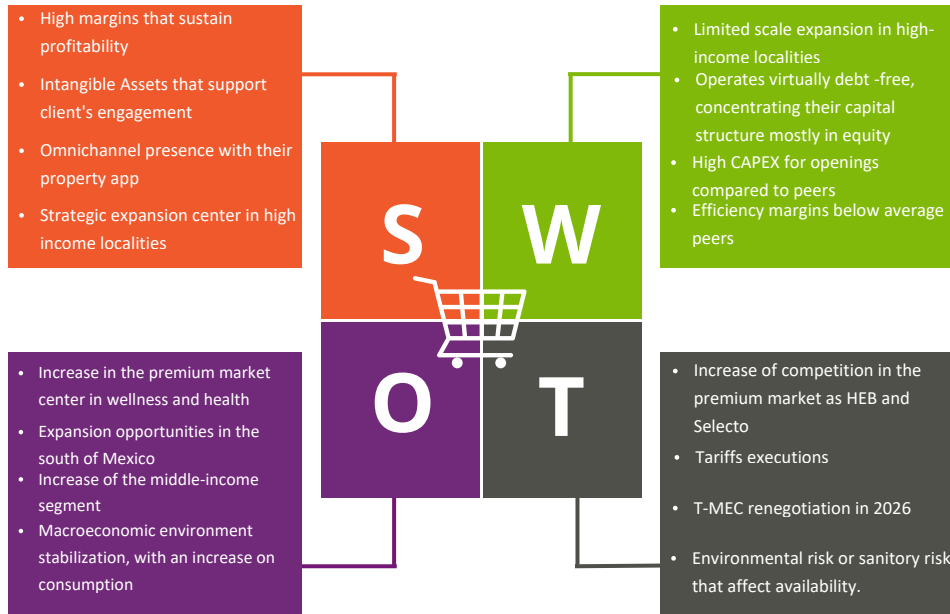 • High margins that sustain
profitability
• Intangible Assets that support
client's engagement
• Omnichannel presence with their
property app
• Strategic expansion center in high
income localities
• Limited scale expansion in high-
income localities
• Operates virtually debt -free,
concentrating their capital
structure mostly in equity
• High CAPEX for openings
compared to peers
• Efficiency margins below average
peers
S
W
O
T
• Increase in the premium market
center in wellness and health
• Expansion opportunities in the
south of Mexico
• Increase of the middle-income
segment
• Macroeconomic environment
stabilization, with an increase on
consumption
• Increase of competition in the
premium market as HEB and
Selecto
• Tariffs executions
• T-MEC renegotiation in 2026
• Environmental risk or sanitory risk
that affect availability.